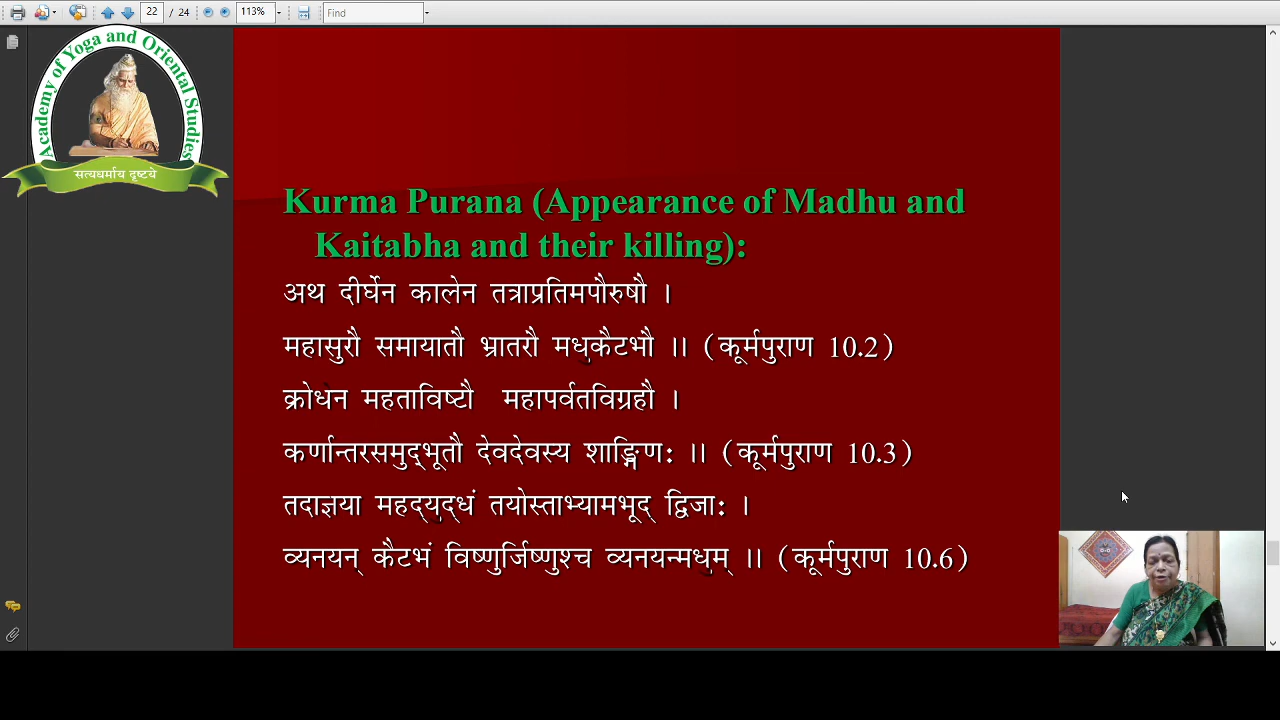 22 / 24
113%
Find
Academy of Yoga and Oriental Studies
सत्यधर्माय दृष्टये
Kurma Purana (Appearance of Madhu and
Kaitabha and their killing):
अथ दीर्घेन कालेन तत्राप्रतिमपौरुषौ ।
महासुरौ समायातौ भ्रातरौ मधुकैटभौ ।। (कूर्मपुराण 10.2)
क्रोधेन महताविष्टौ महापर्वतविग्रहौ ।
कर्णान्तरसमुद्भूतौ देवदेवस्य शार्ङ्गिणः ।। (कूर्मपुराण 10.3)
तदाज्ञया महद्युद्धं तयोस्ताभ्यामभूद् द्विजाः ।
व्यनयन् कैटभं विष्णुर्जिष्णुश्च व्यनयन्मधुम् ।। (कूर्मपुराण 10.6)